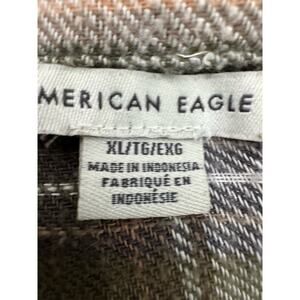 MERICAN EAGLE
XL/TG/EXG
MADE IN INDONESIA
FABRIQUÉ EN
INDONÉSIE